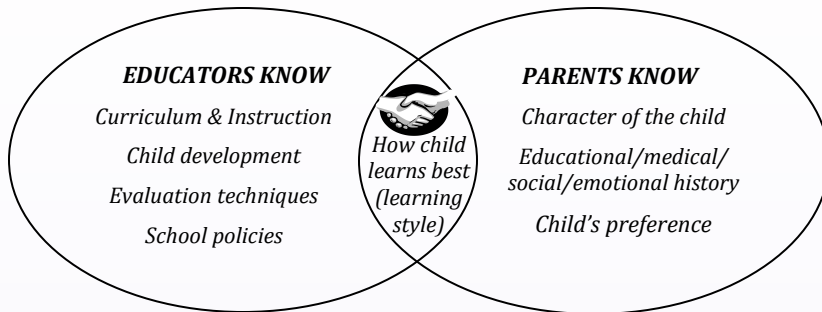 EDUCATORS KNOW
Curriculum & Instruction
Child development
Evaluation techniques
School policies
How child
learns best
(learning
style)
PARENTS KNOW
Character of the child
Educational/medical/
social/emotional history
Child’s preference